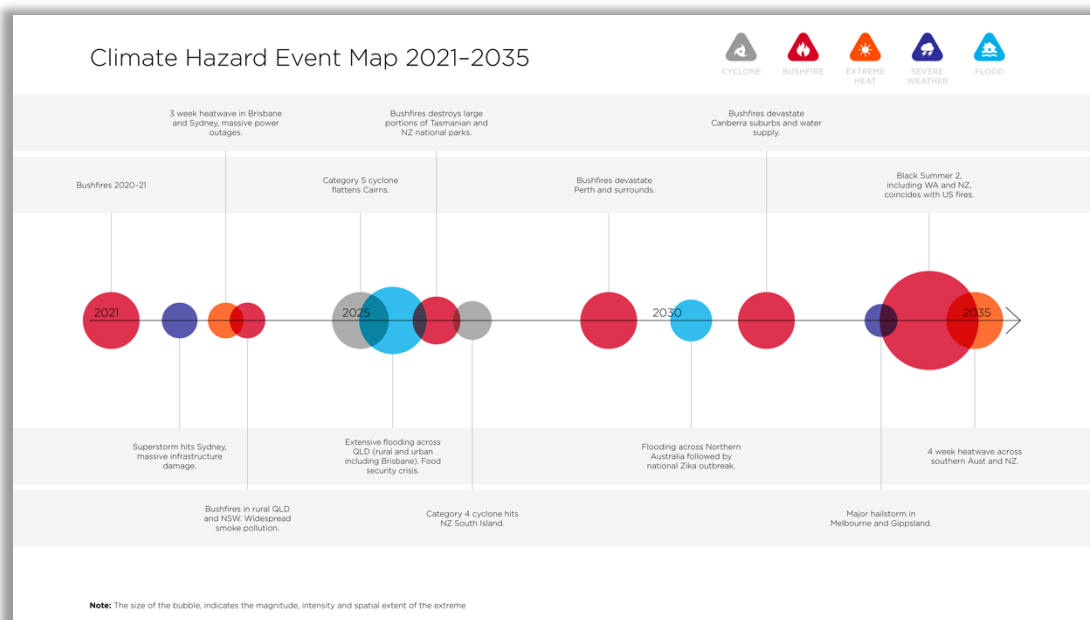 Climate Hazard Event Map 2021–2035
CYCLONE
BUSHFIRE
EXTREME
HEAT
SEVERE
WEATHER
FLOOD
3 week heatwave in Brisbane
and Sydney, massive power
outages.
Bushfires destroys large
portions of Tasmanian and
NZ national parks.
Bushfires devastate
Canberra suburbs and water
supply.
Bushfires 2020–21
Category 5 cyclone
flattens Cairns.
Bushfires devastate
Perth and surrounds.
Black Summer 2,
including WA and NZ,
coincides with US fires.
2021
2025
2030
2035
Superstorm hits Sydney,
massive infrastructure
damage.
Extensive flooding across
QLD (rural and urban
including Brisbane). Food
security crisis.
Flooding across Northern
Australia followed by
national Zika outbreak.
4 week heatwave across
southern Aust and NZ.
Bushfires in rural QLD
and NSW. Widespread
smoke pollution.
Category 4 cyclone hits
NZ South Island.
Major hailstorm in
Melbourne and Gippsland.
Note: The size of the bubble, indicates the magnitude, intensity and spatial extent of the extreme